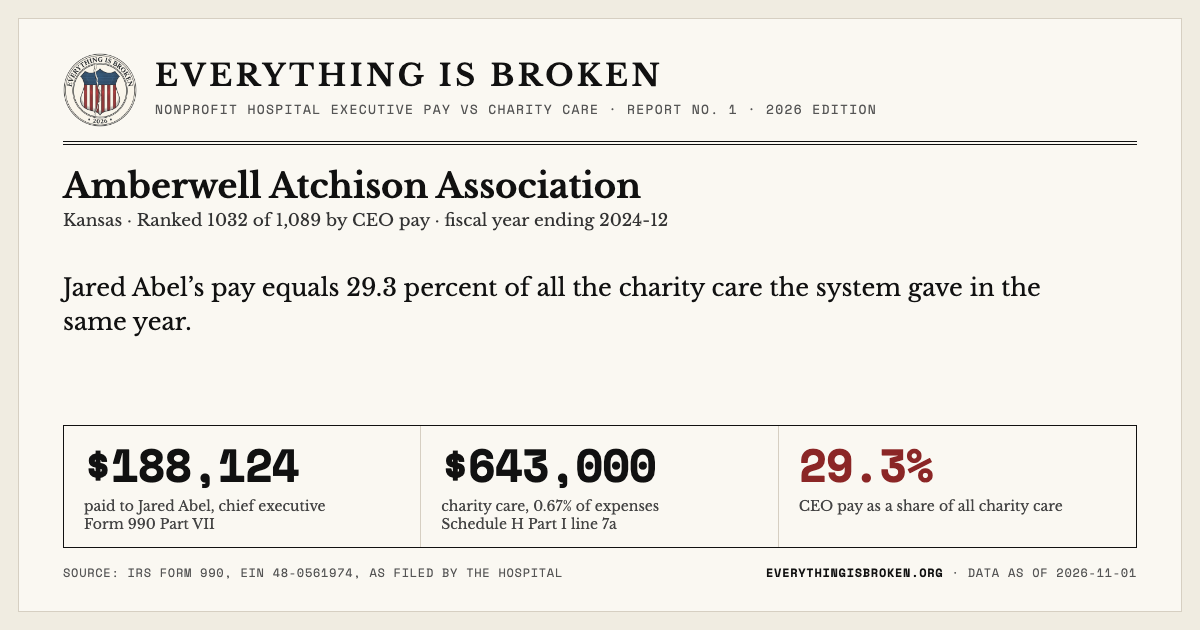 EVERYTHING IS BROKEN
2026
EVERYTHING IS BROKEN
NONPROFIT HOSPITAL EXECUTIVE PAY VS CHARITY CARE · REPORT NO. 1 · 2026 EDITION
Amberwell Atchison Association
Kansas · Ranked 1032 of 1,089 by CEO pay · fiscal year ending 2024-12
Jared Abel’s pay equals 29.3 percent of all the charity care the system gave in the
same year.
$188,124
paid to Jared Abel, chief executive
Form 990 Part VII
$643,000
charity care, 0.67% of expenses
Schedule H Part I line 7a
29.3%
CEO pay as a share of all charity care
SOURCE: IRS FORM 990, EIN 48-0561974, AS FILED BY THE HOSPITAL
EVERYTHINGISBROKEN.ORG · DATA AS OF 2026-11-01